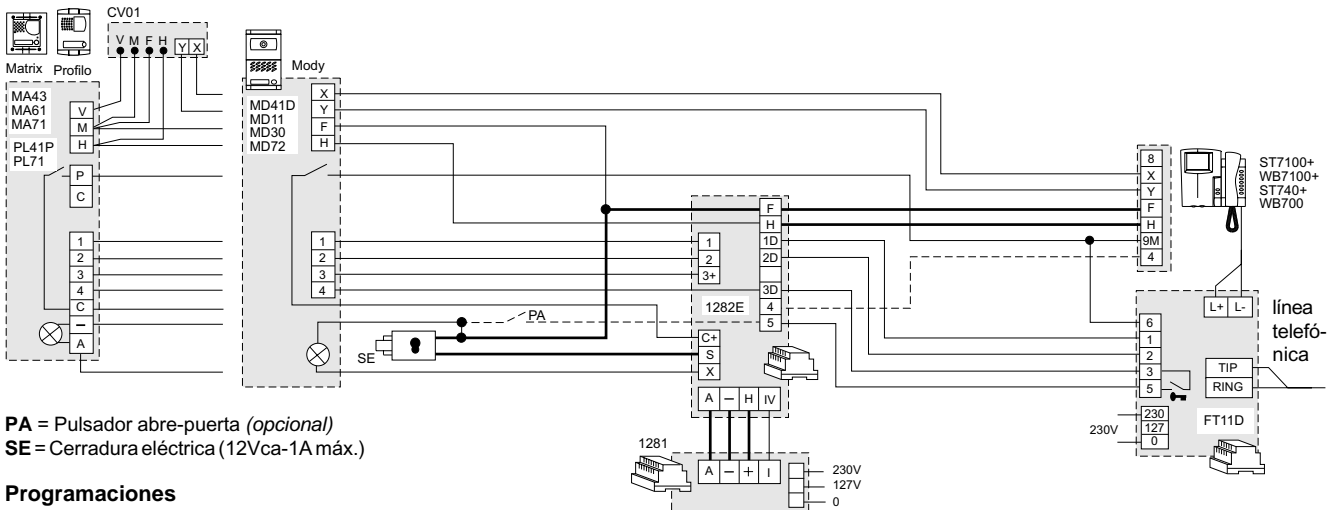 CV01
V M F H Y X
Matrix Profilo
MA43
MA61
MA71
PL41P
PL71
V
M
H
P
C
1
2
3
4
C
–
A
Mody
MD41D
MD11
MD30
MD72
X
Y
F
H
1
2
3
4
PA
SE
F
H
1D
2D
3D
4
5
1
2
3+
1282E
C+
S
X
A – H IV
1281
A – + I
230V
127V
0
8
X
Y
F
H
9M
4
ST7100+
WB7100+
ST740+
WB700
L+ L-
línea
telefó-
nica
6
1
2
3
5
TIP
RING
230V
230
127
0
FT11D
PA = Pulsador abre-puerta (opcional)
SE = Cerradura eléctrica (12Vca-1A máx.)
Programaciones